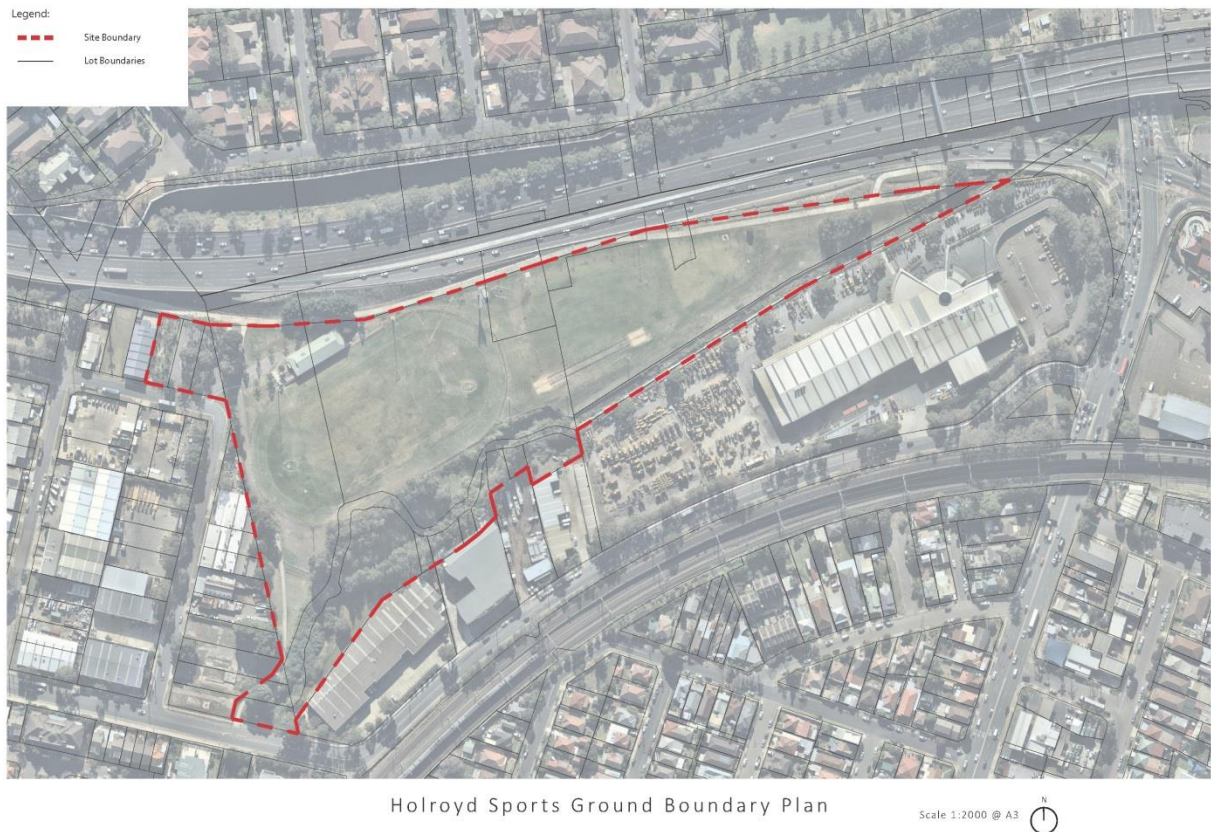 Legend:
Site Boundary
Lot Boundaries
Holroyd Sports Ground Boundary Plan
Scale 1:2000 @ A3
N